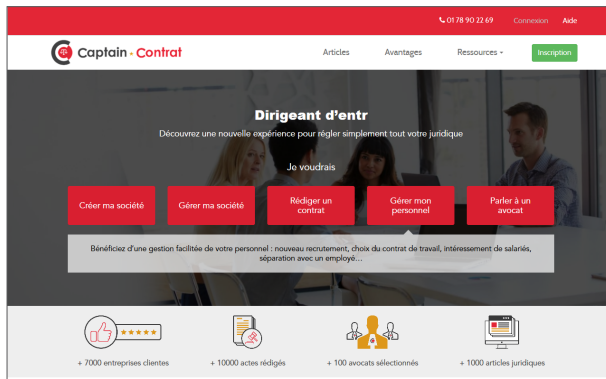 01 78 90 22 69 Connexion Aide
Captain · Contrat Articles Avantages Ressources Inscription
Dirigeant d'entr
Découvrez une nouvelle expérience pour régler simplement tout votre juridique
Je voudrais
Créer ma société
Gérer ma société
Rédiger un
contrat
Gérer mon
personnel
Parler à un
avocat
Bénéficiez d'une gestion facilitée de votre personnel : nouveau recrutement, choix du contrat de travail, intéressement de salariés,
séparation avec un employé...
+ 7000 entreprises clientes
+ 10000 actes rédigés
+ 100 avocats sélectionnés
+ 1000 articles juridiques